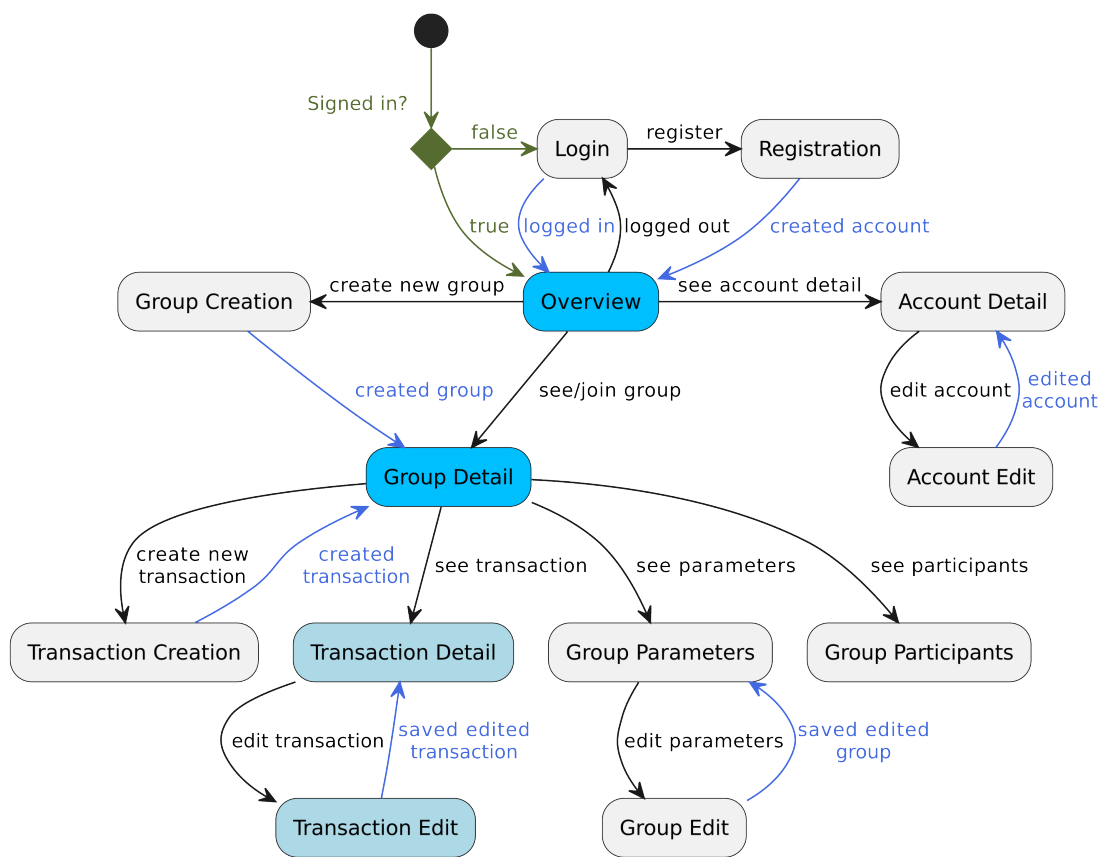 Signed in?
false
Login
register
Registration
true
logged in
logged out
created account
Group Creation
create new group
Overview
see account detail
Account Detail
created group
see/join group
edit account
edited
account
Group Detail
Account Edit
create new
transaction
created
transaction
see transaction
see parameters
see participants
Transaction Creation
Transaction Detail
Group Parameters
Group Participants
edit transaction
saved edited
transaction
edit parameters
saved edited
group
Transaction Edit
Group Edit